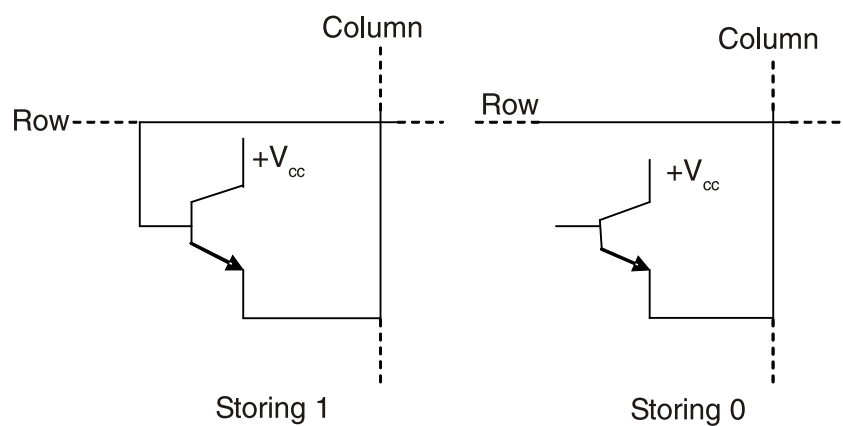 Column
Row
+Vcc
Storing 1
Column
Row
+Vcc
Storing 0